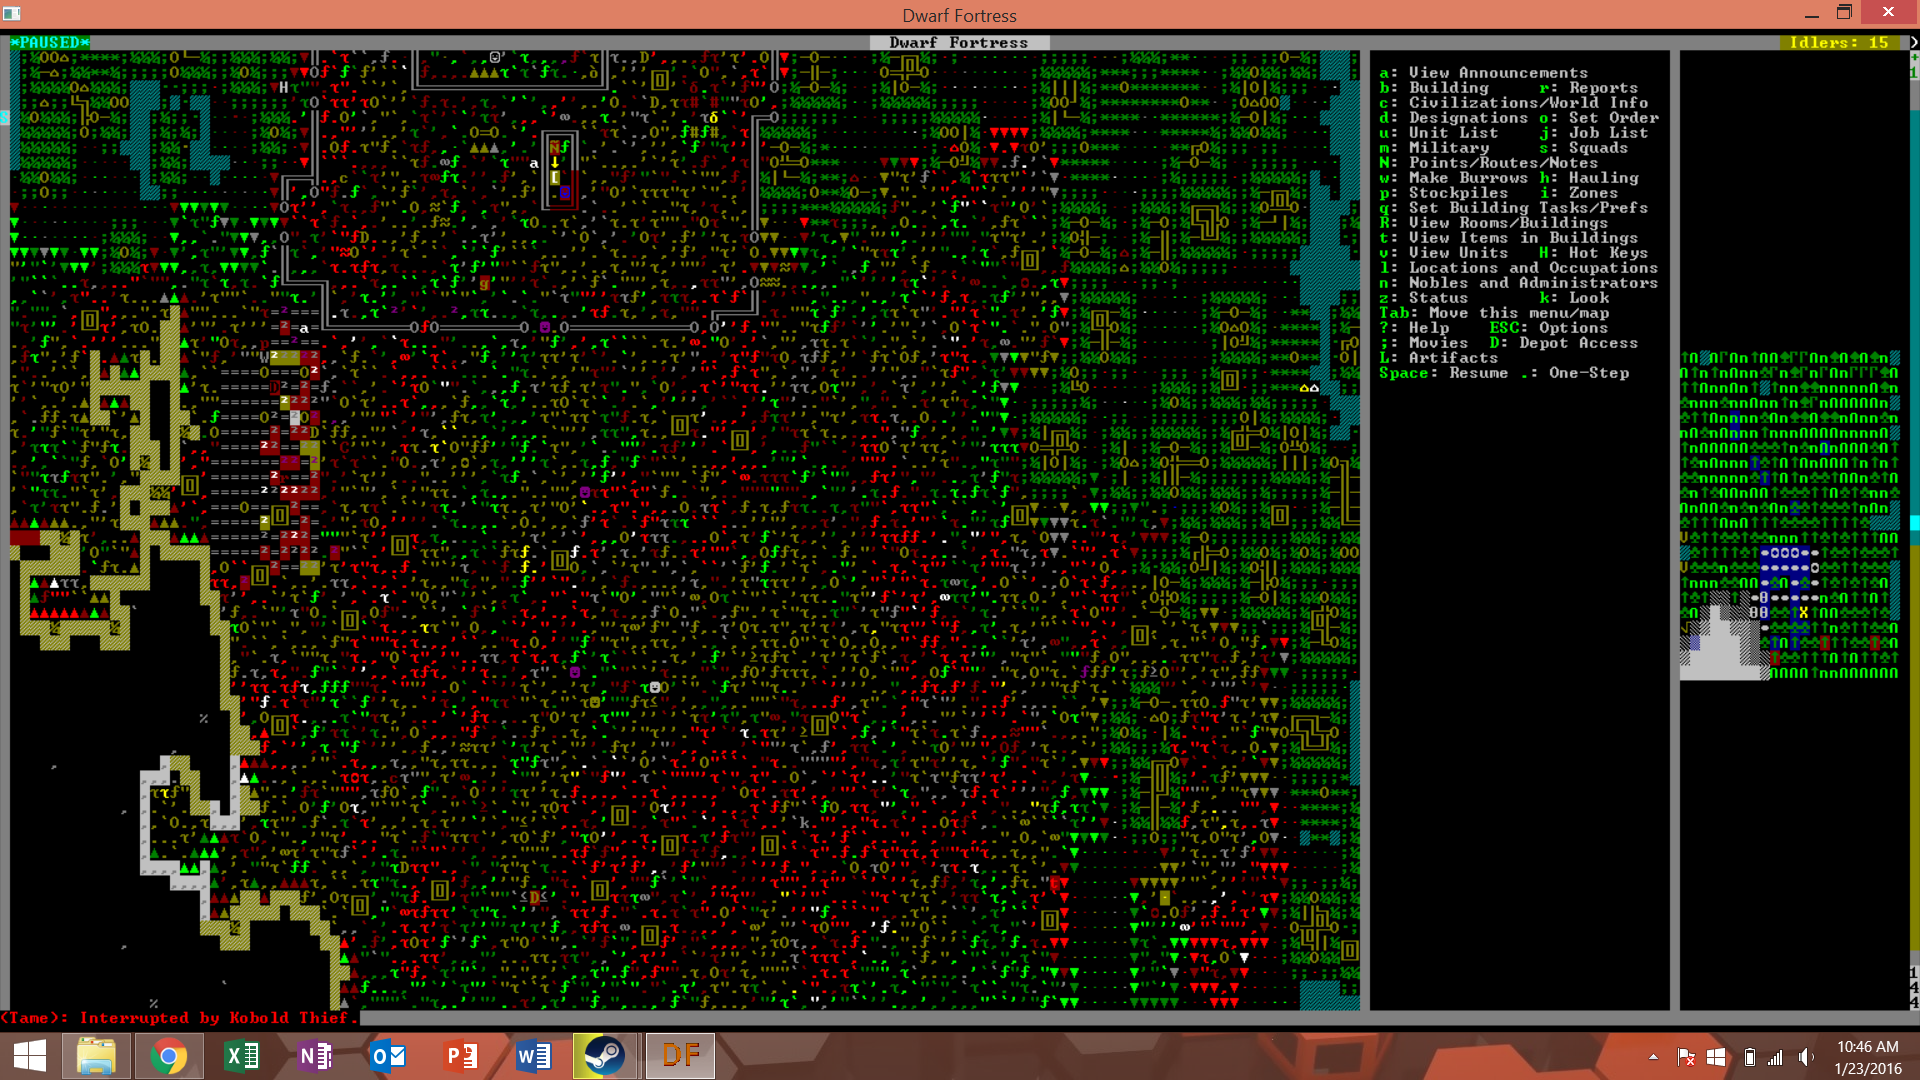 Dwarf Fortress
*PAUSED*
Dwarf Fortress
Idlers: 15
a: View Announcements
b: Building r: Reports
c: Civilizations/World Info
d: Designations o: Set Order
u: Unit List j: Job List
m: Military s: Squads
N: Points/Routes/Notes
w: Make Burrows h: Hauling
p: Stockpiles i: Zones
q: Set Building Tasks/Prefs
R: View Rooms/Buildings
t: View Items in Buildings
v: View Units H: Hot Keys
l: Locations and Occupations
n: Nobles and Administrators
z: Status k: Look
Tab: Move this menu/map
?: Help ESC: Options
;: Movies D: Depot Access
L: Artifacts
Space: Resume .: One-Step
(Tame): Interrupted by Kobold Thief.
DF
10:46 AM
1/23/2016